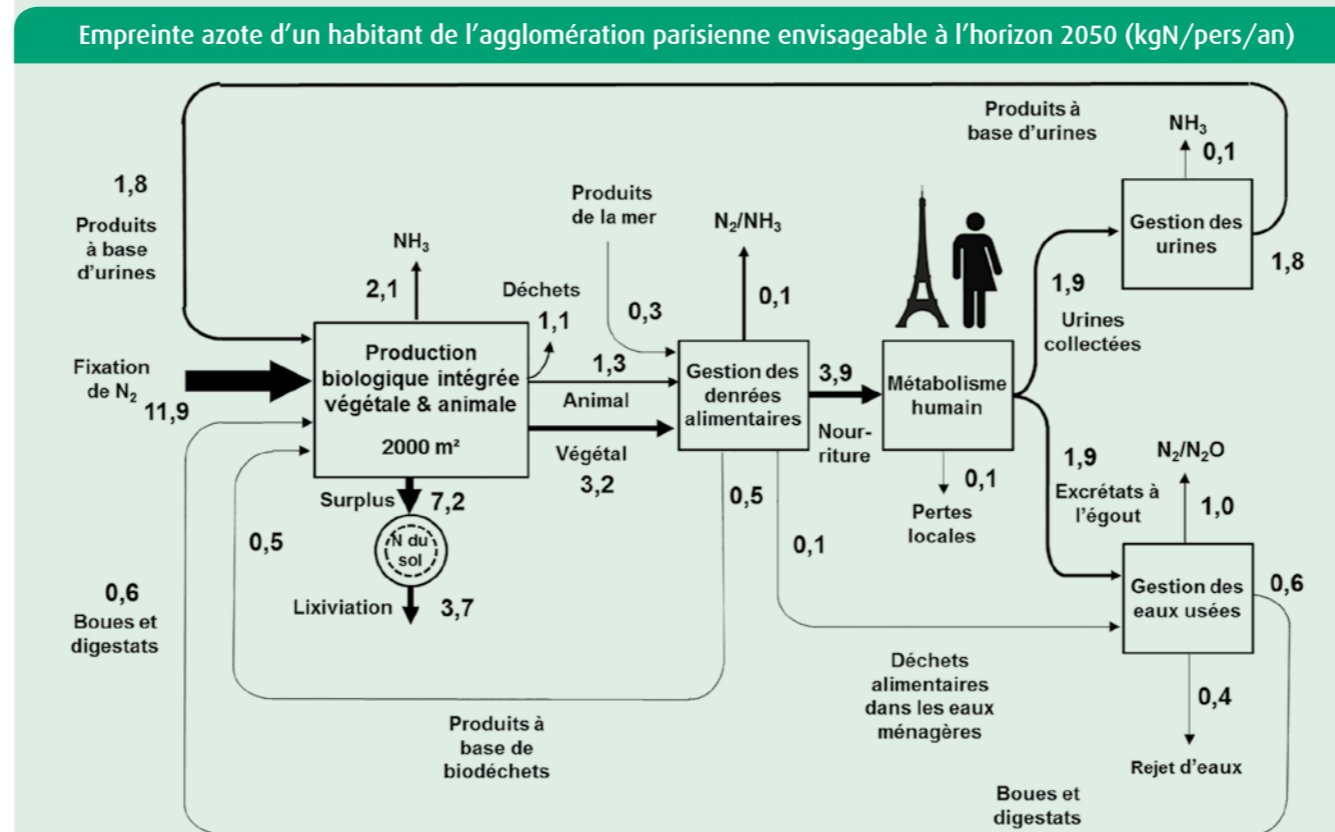 Empreinte azote d'un habitant de l'agglomération parisienne envisageable à l'horizon 2050 (kgN/pers/an)
Produits à
base d'urines
NH₃
0,1
Gestion des
urines
1,8
1,8
Produits
à base
d'urines
NH₃
2,1
Déchets
1,1
Produits
de la mer
0,3
N₂/NH₃
0,1
1,9
Urines
collectées
Fixation
de N₂
11,9
Production
biologique intégrée
végétale & animale
2000 m²
1,3
Animal
Végétal
3,2
Gestion des
denrées
alimentaires
3,9
Nour-
riture
Métabolisme
humain
0,1
Pertes
locales
1,9
Excrétats à
l'égout
N₂/N₂O
1,0
Surplus
7,2
N du
sol
Lixiviation
3,7
0,5
0,5
0,1
Gestion des
eaux usées
0,6
0,6
Boues et
digestats
Déchets
alimentaires
dans les eaux
ménagères
0,4
Rejet d'eaux
Produits à
base de
biodéchets
Boues et
digestats